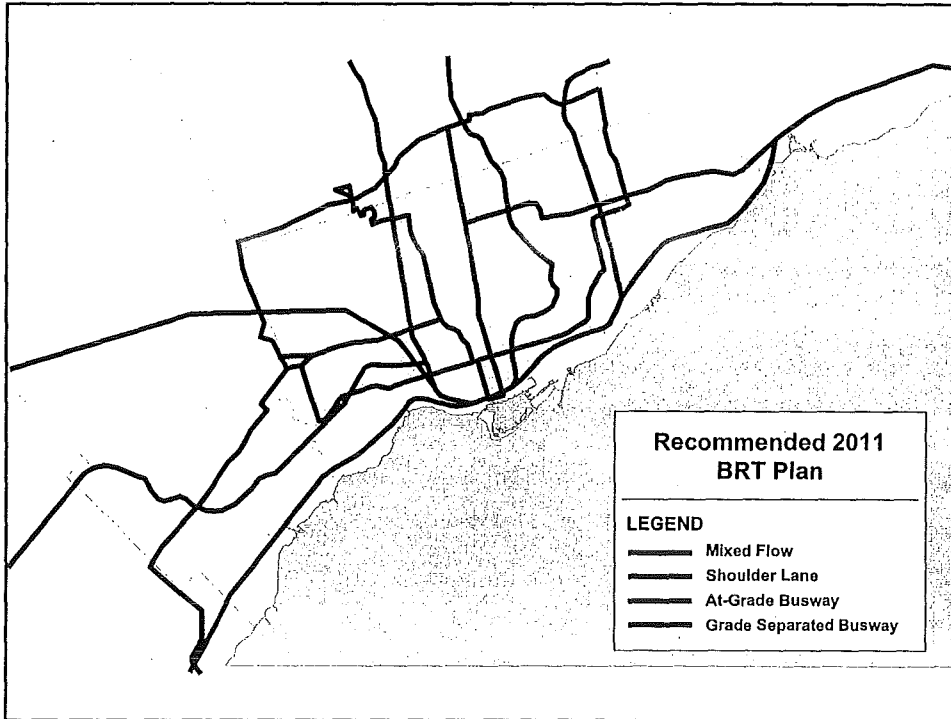 Recommended 2011
BRT Plan
LEGEND
Mixed Flow
Shoulder Lane
At-Grade Busway
Grade Separated Busway